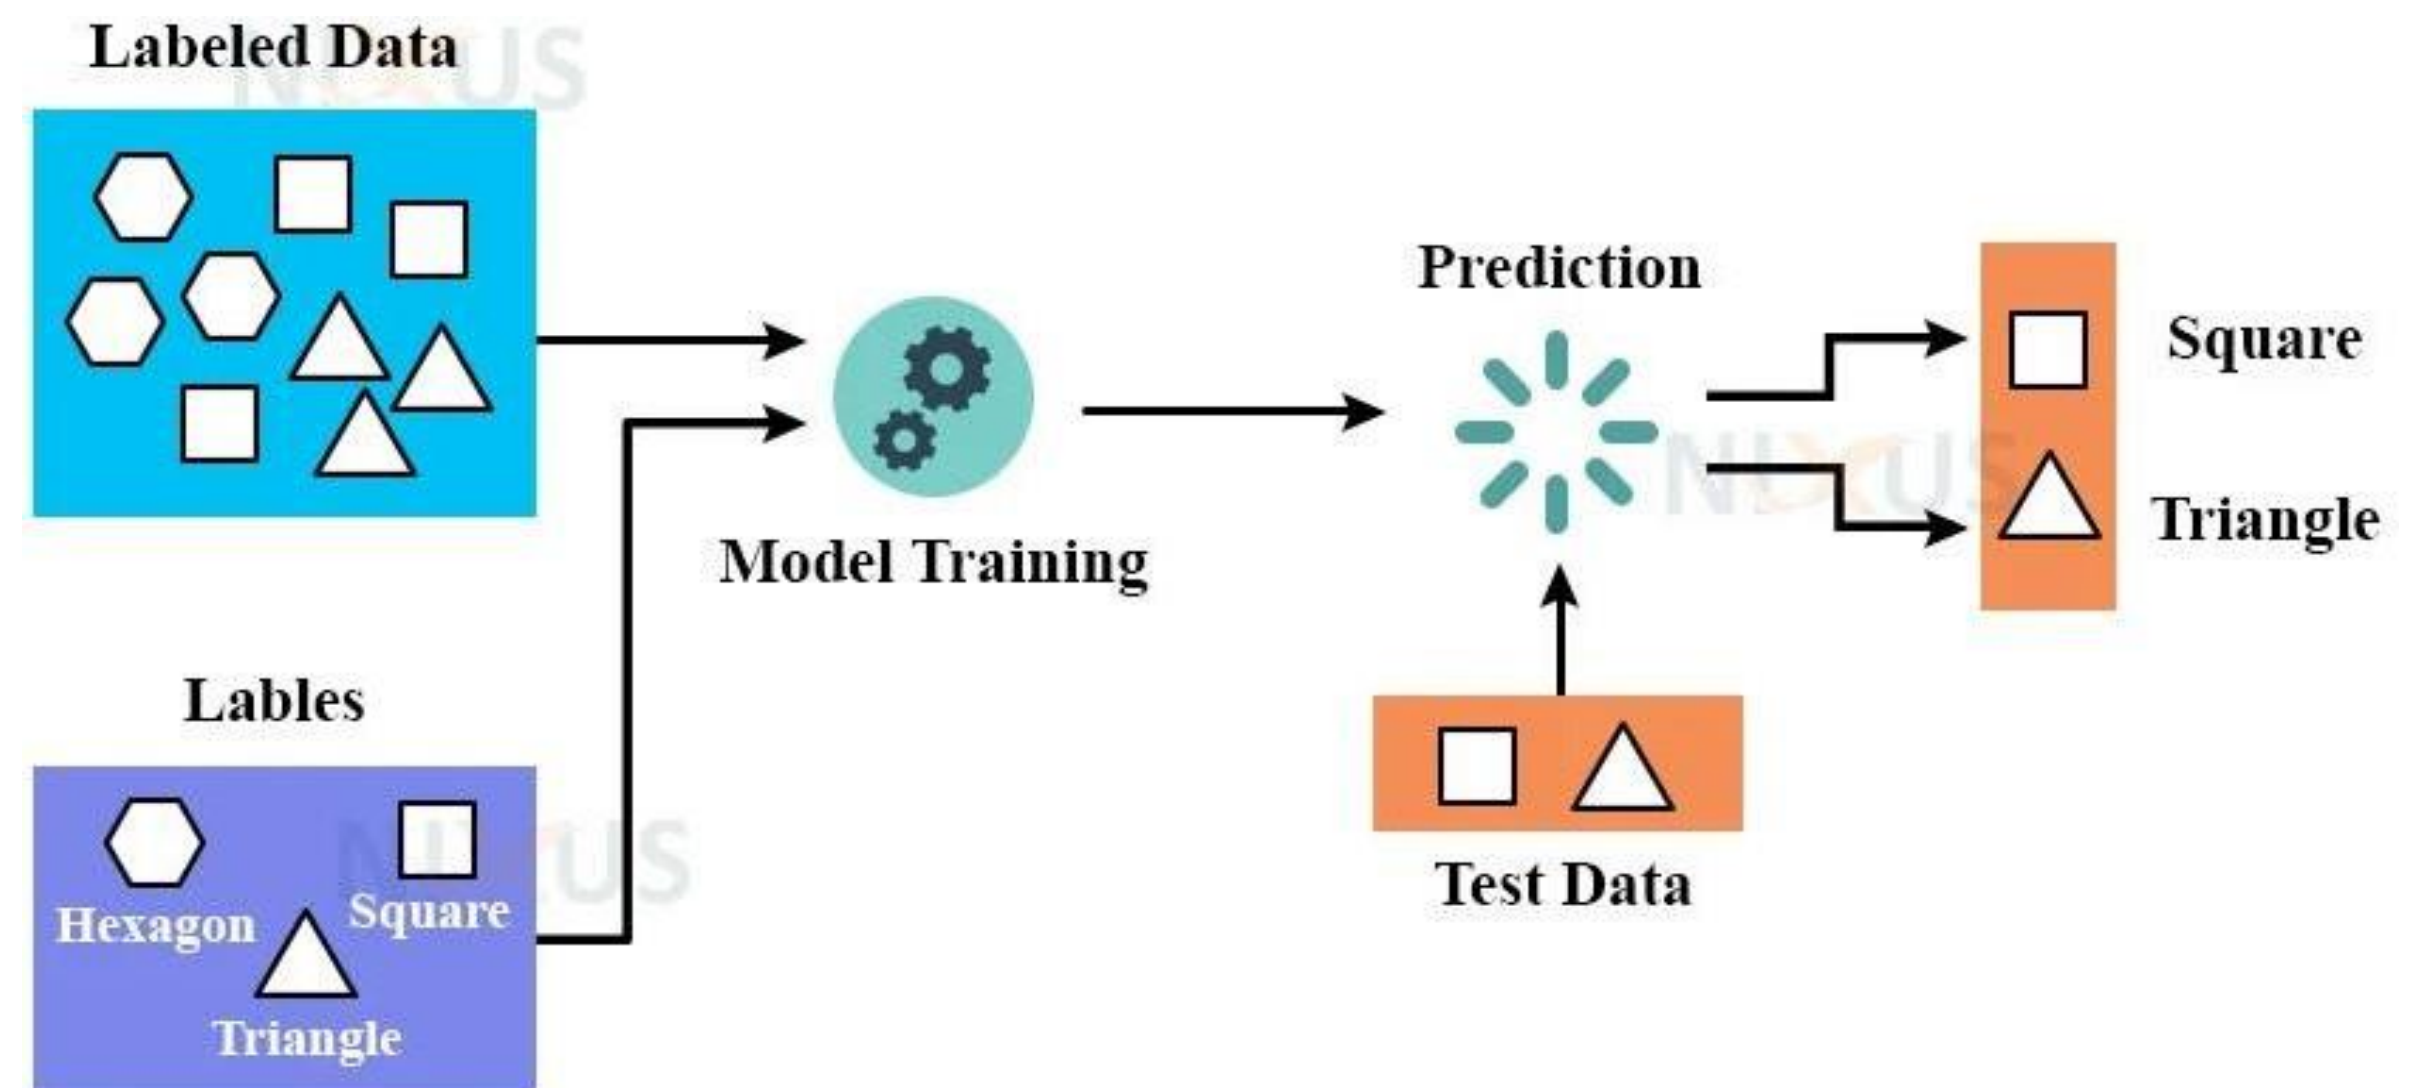 Labeled Data
Prediction
Square
Triangle
Model Training
Lables
Hexagon
Square
Triangle
Test Data